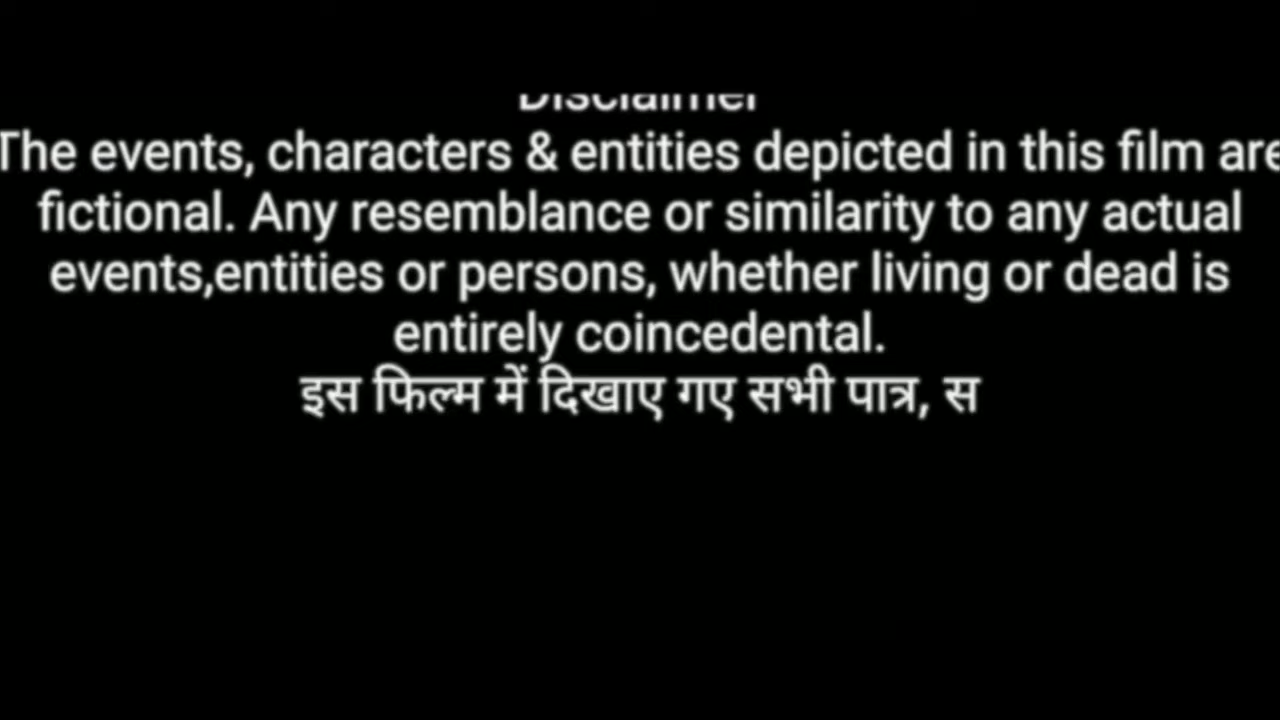 Disclaimer
The events, characters & entities depicted in this film are
fictional. Any resemblance or similarity to any actual
events,entities or persons, whether living or dead is
entirely coincedental.
इस फिल्म में दिखाए गए सभी पात्र, स